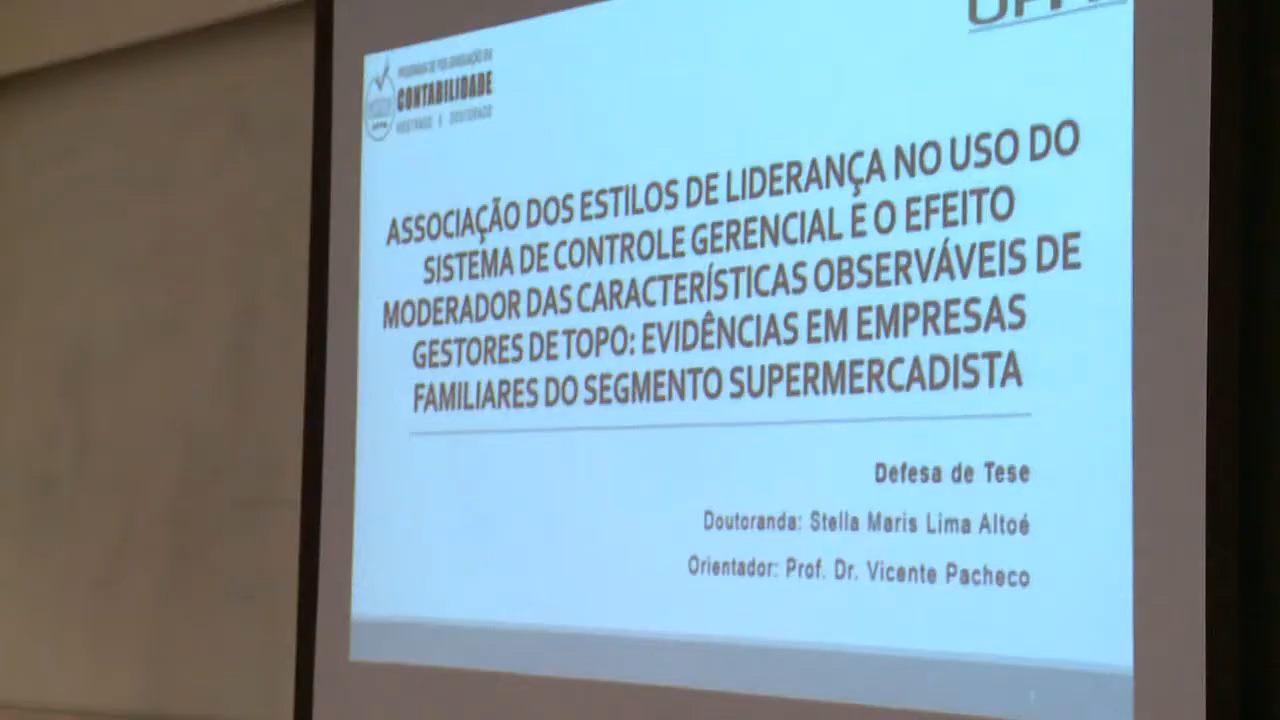 PROGRAMA DE PÓS-GRADUAÇÃO EM
CONTABILIDADE
MESTRADO E DOUTORADO
ASSOCIAÇÃO DOS ESTILOS DE LIDERANÇA NO USO DO
SISTEMA DE CONTROLE GERENCIAL E O EFEITO
MODERADOR DAS CARACTERÍSTICAS OBSERVÁVEIS DE
GESTORES DE TOPO: EVIDÊNCIAS EM EMPRESAS
FAMILIARES DO SEGMENTO SUPERMERCADISTA
Defesa de Tese
Doutoranda: Stella Maris Lima Altoé
Orientador: Prof. Dr. Vicente Pacheco